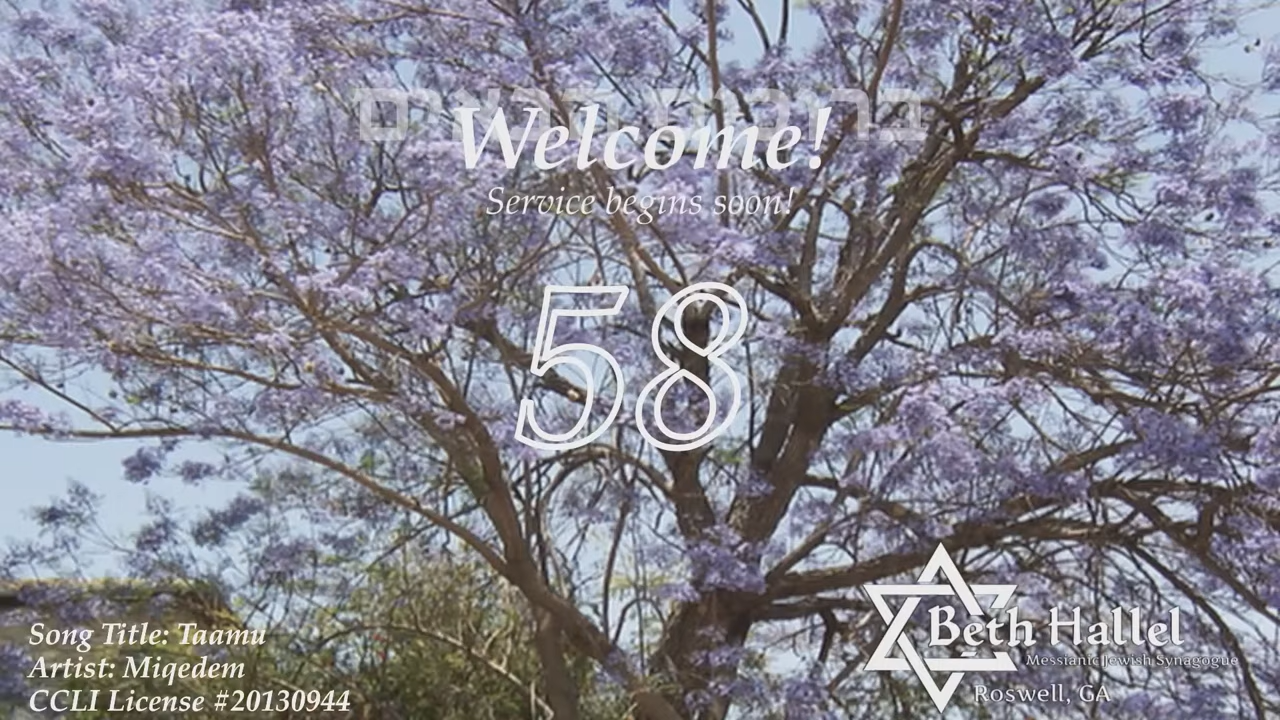 Welcome!
Service begins soon!
58
Song Title: Taamu
Artist: Miqedem
CCLI License #20130944
Beth Hallel
Messianic Jewish Synagogue
Roswell, GA